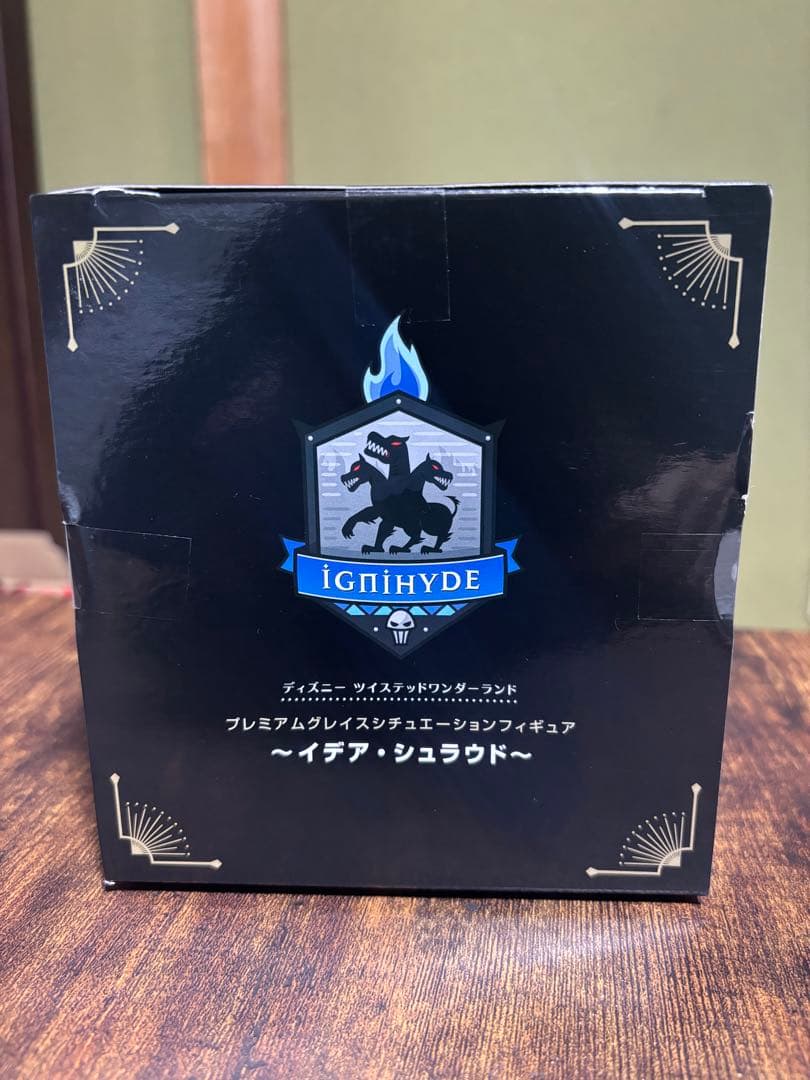 iGNiHYDE
ディズニー ツイステッドワンダーランド
プレミアムグレイスシチュエーションフィギュア
～イデア・シュラウド～